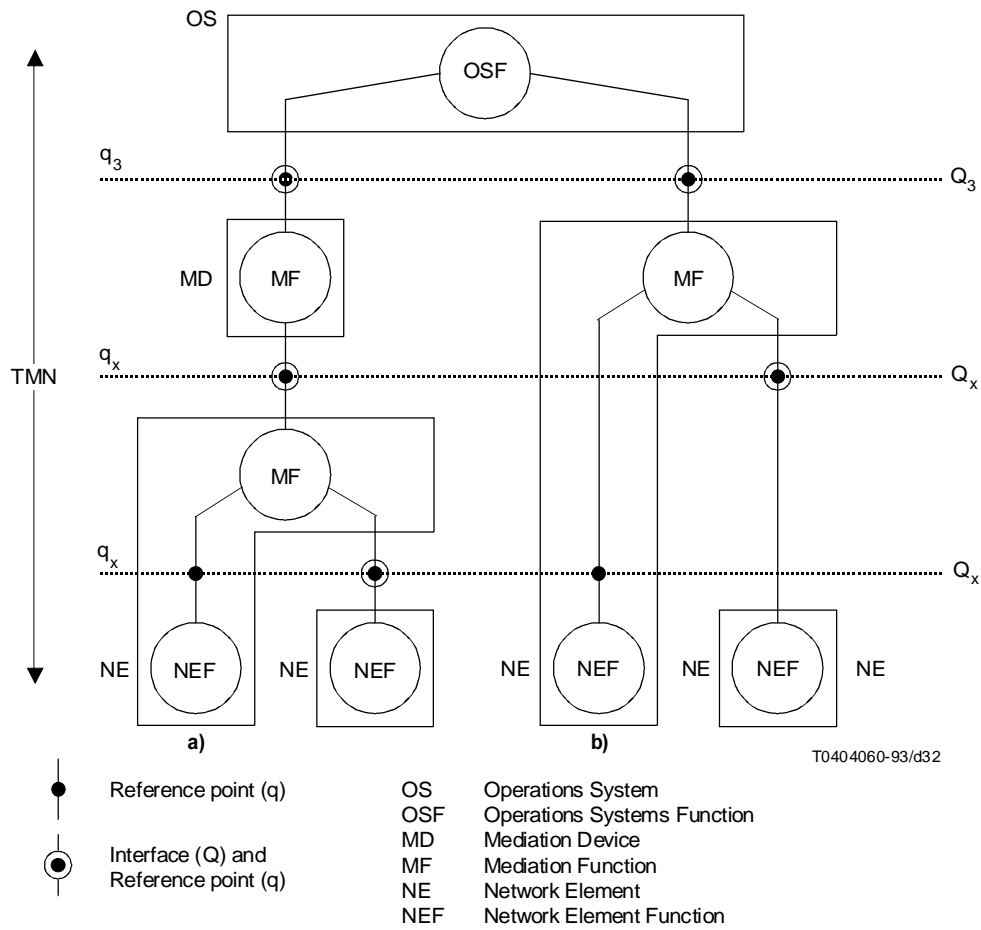 OS
OSF
q3
Q3
MD
MF
MF
qx
Qx
TMN
MF
qx
Qx
NE
NEF
NE
NEF
NE
NEF
NE
NEF
NE
a)
b)
T0404060-93/d32
Reference point (q)
Interface (Q) and
Reference point (q)
OS Operations System
OSF Operations Systems Function
MD Mediation Device
MF Mediation Function
NE Network Element
NEF Network Element Function